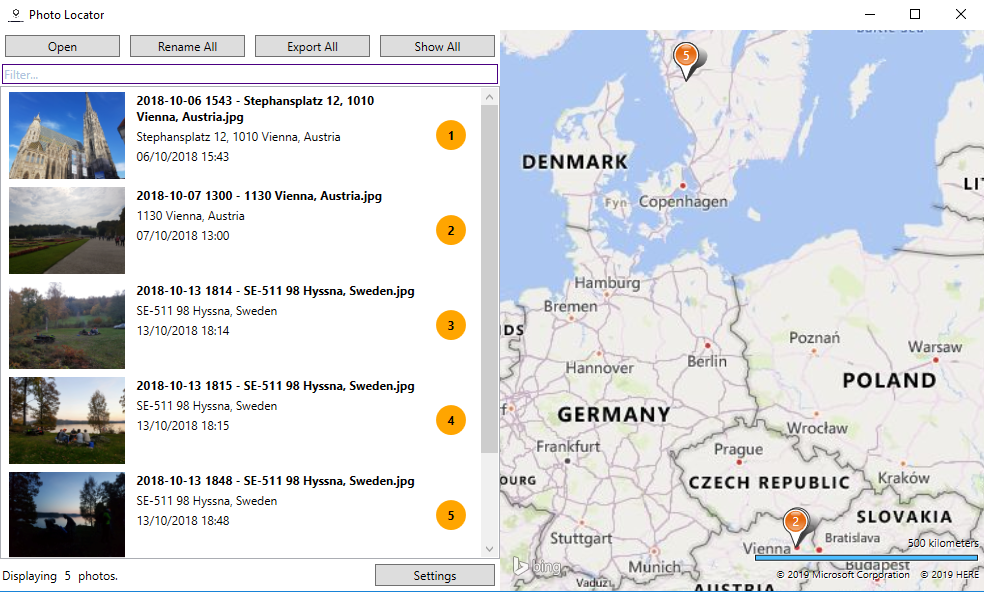 Photo Locator
Open
Rename All
Export All
Show All
Filter...
2018-10-06 1543 - Stephansplatz 12, 1010
Vienna, Austria.jpg
Stephansplatz 12, 1010 Vienna, Austria
06/10/2018 15:43
1
2018-10-07 1300 - 1130 Vienna, Austria.jpg
1130 Vienna, Austria
07/10/2018 13:00
2
2018-10-13 1814 - SE-511 98 Hyssna, Sweden.jpg
SE-511 98 Hyssna, Sweden
13/10/2018 18:14
3
2018-10-13 1815 - SE-511 98 Hyssna, Sweden.jpg
SE-511 98 Hyssna, Sweden
13/10/2018 18:15
4
2018-10-13 1848 - SE-511 98 Hyssna, Sweden.jpg
SE-511 98 Hyssna, Sweden
13/10/2018 18:48
5
Displaying 5 photos.
Settings
5
DENMARK
LIT
Fyn
Copenhagen
Hamburg
Bremen
DS
Poznań
Hannover
Berlin
Warsaw
POLAND
GERMANY
Wrocław
Frankfurt
Prague
OURG
CZECH REPUBLIC
Kraków
2
SLOVAKIA
Stuttgart
Vienna
Bratislava
500 kilometers
bing
Munich
Budapest
Vaduz
AUSTRIA
© 2019 Microsoft Corporation © 2019 HERE